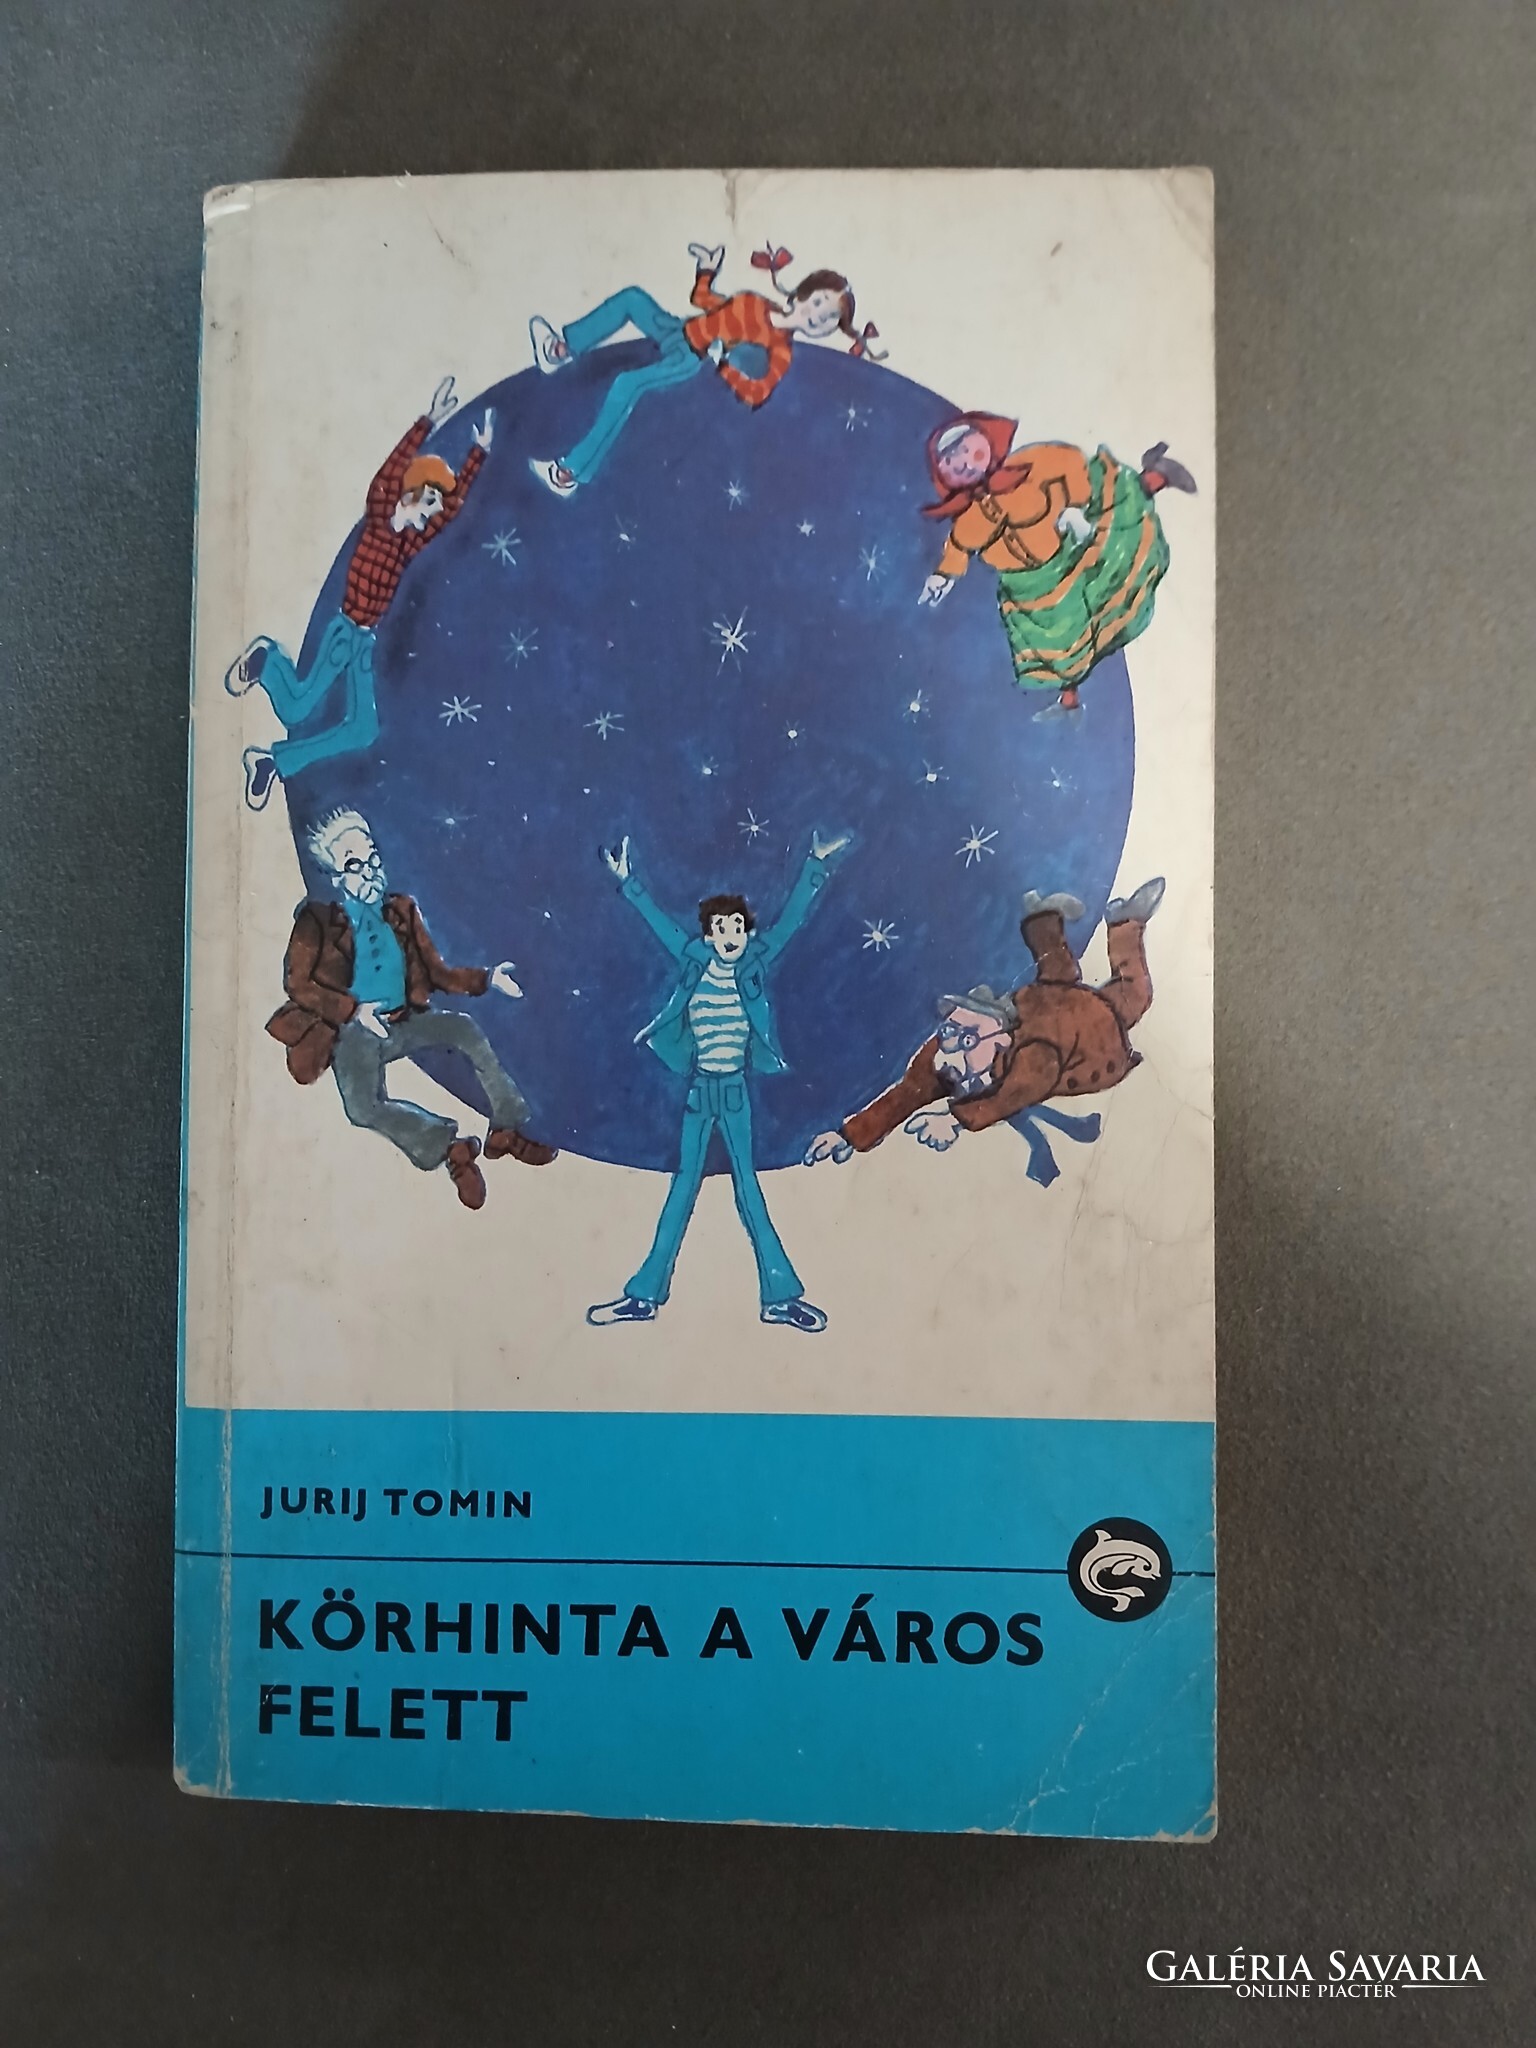 JURIJ TOMIN
KÖRHINTA A VÁROS
FELETT
GALÉRIA SAVARIA
ONLINE PIACTÉR